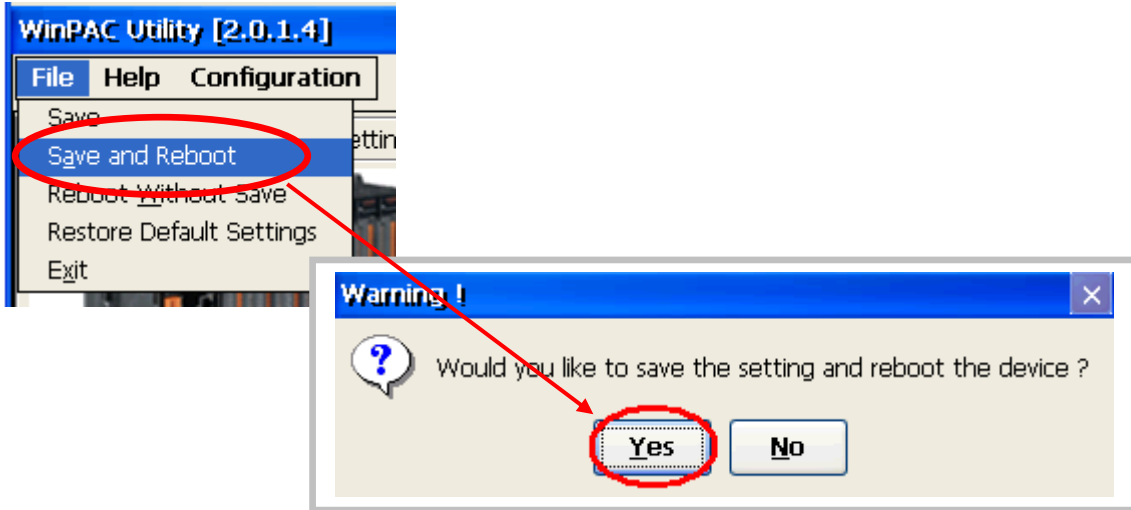 WinPAC Utility [2.0.1.4]
File Help Configuration
Save
Save and Reboot
Reboot Without Save
Restore Default Settings
Exit
Warning !
Would you like to save the setting and reboot the device ?
Yes No